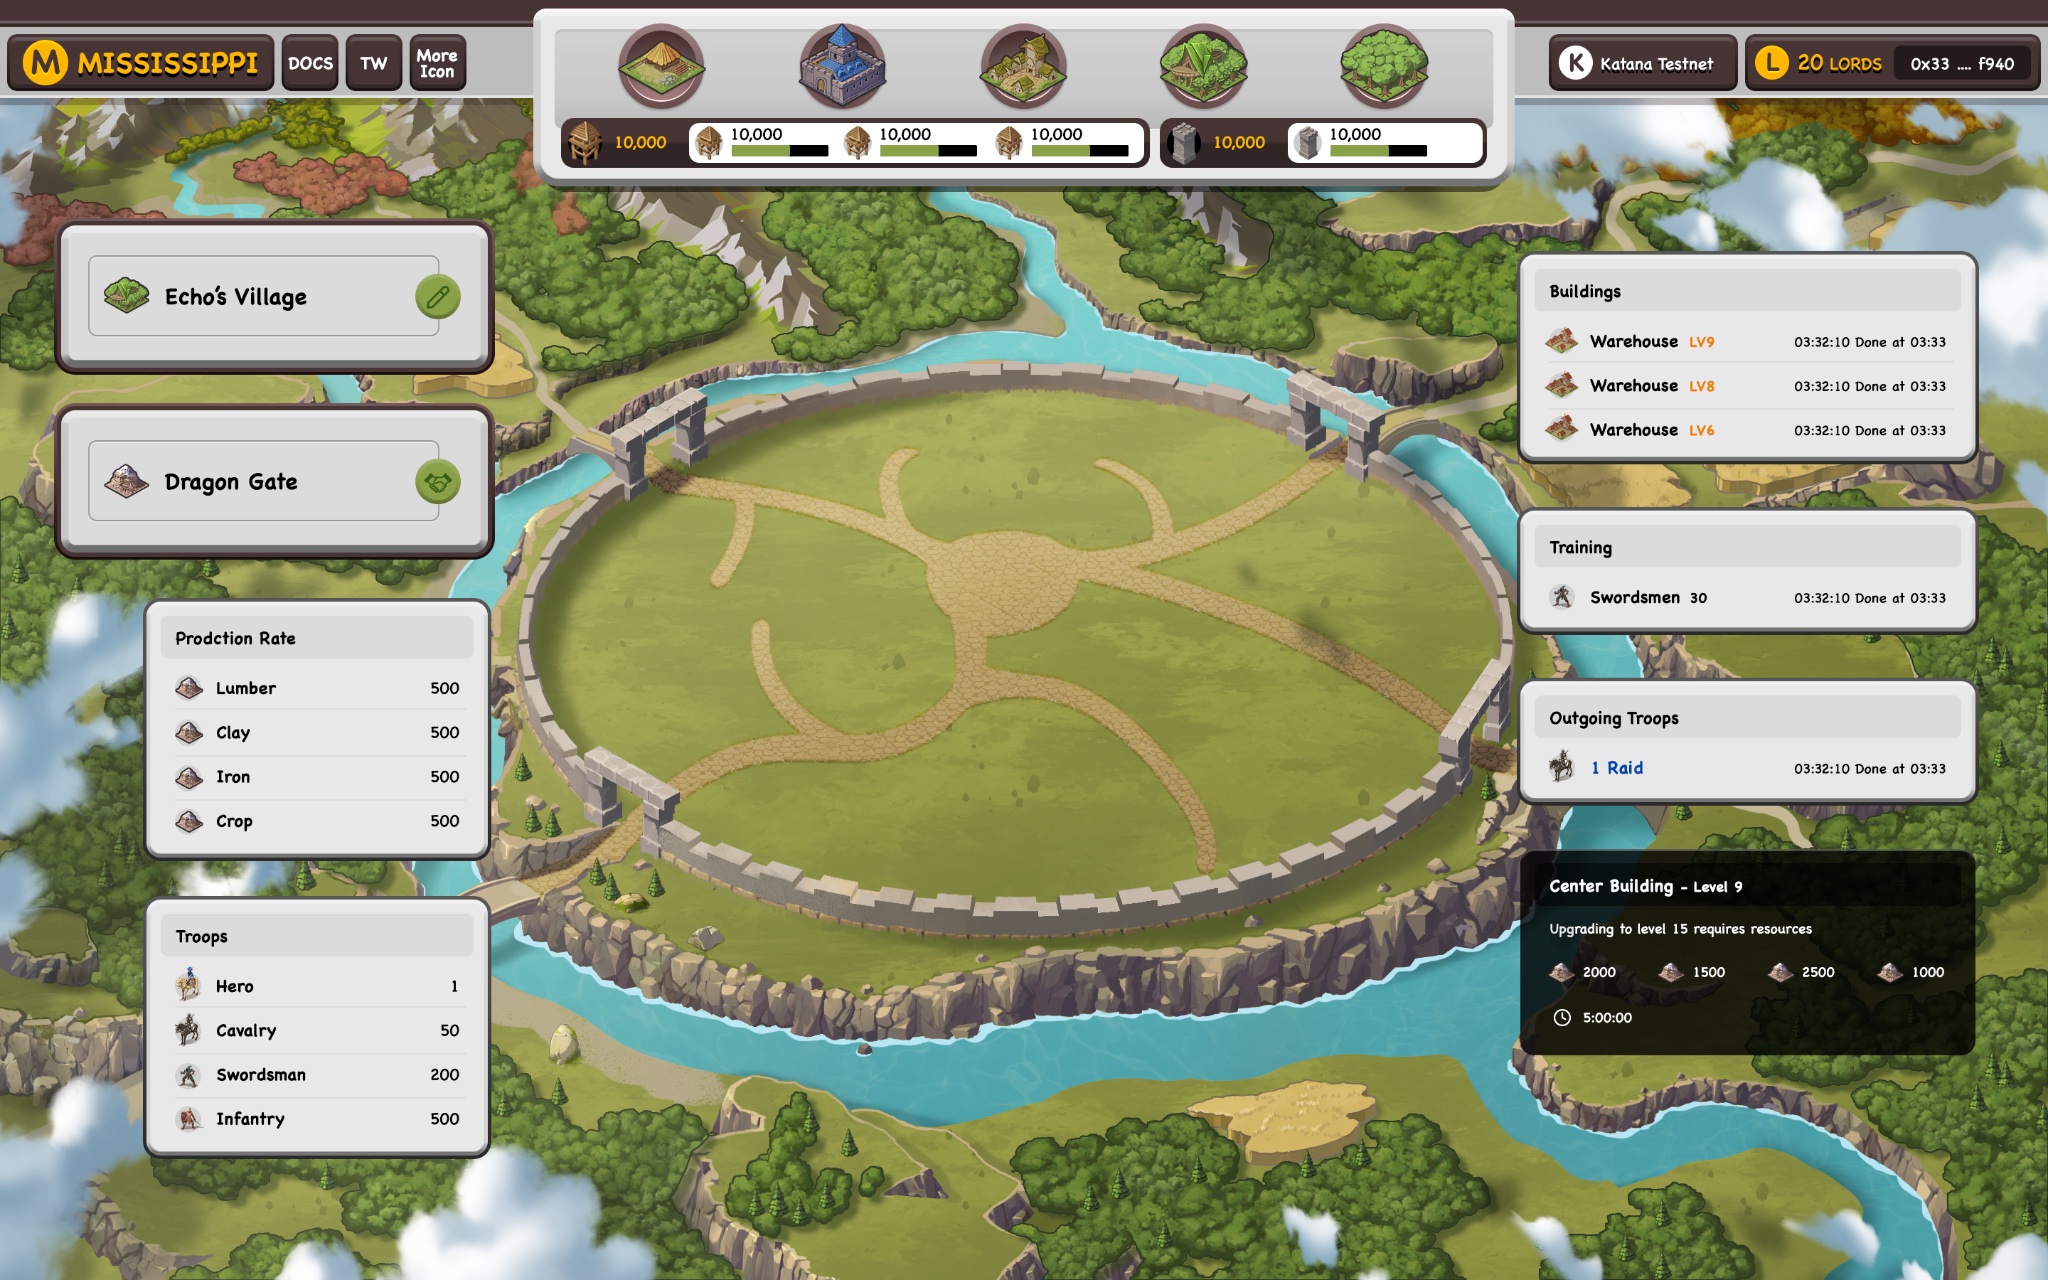 M MISSISSIPPI
DOCS
TW
More
Icon
K Katana Testnet
L 20 LORDS 0x33 .... f940
10,000 10,000 10,000 10,000
10,000 10,000
Echo's Village
Dragon Gate
Prodction Rate
Lumber 500
Clay 500
Iron 500
Crop 500
Troops
Hero 1
Cavalry 50
Swordsman 200
Infantry 500
Buildings
Warehouse LV9 03:32:10 Done at 03:33
Warehouse LV8 03:32:10 Done at 03:33
Warehouse LV6 03:32:10 Done at 03:33
Training
Swordsmen 30 03:32:10 Done at 03:33
Outgoing Troops
1 Raid 03:32:10 Done at 03:33
Center Building - Level 9
Upgrading to level 15 requires resources
2000 1500 2500 1000
5:00:00